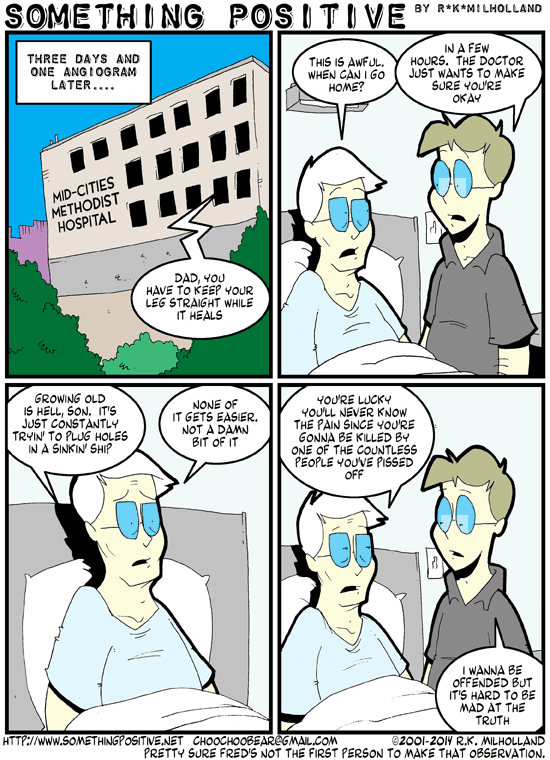 SOMETHING POSITIVE BY R*K*MILHOLLAND
THREE DAYS AND
ONE ANGIOGRAM
LATER....
MID-CITIES
METHODIST
HOSPITAL
DAD, YOU
HAVE TO KEEP YOUR
LEG STRAIGHT WHILE
IT HEALS
THIS IS AWFUL.
WHEN CAN I GO
HOME?
IN A FEW
HOURS. THE DOCTOR
JUST WANTS TO MAKE
SURE YOU'RE
OKAY
GROWING OLD
IS HELL, SON. IT'S
JUST CONSTANTLY
TRYIN' TO PLUG HOLES
IN A SINKIN' SHIP
NONE OF
IT GETS EASIER.
NOT A DAMN
BIT OF IT
YOU'RE LUCKY
YOU'LL NEVER KNOW
THE PAIN SINCE YOU'RE
GONNA BE KILLED BY
ONE OF THE COUNTLESS
PEOPLE YOU'VE PISSED
OFF
I WANNA BE
OFFENDED BUT
IT'S HARD TO BE
MAD AT THE
TRUTH
HTTP://WWW.SOMETHINGPOSITIVE.NET CHOOCHOOBEAR@GMAIL.COM ©2001-2014 R.K. MILHOLLAND
PRETTY SURE FRED'S NOT THE FIRST PERSON TO MAKE THAT OBSERVATION.